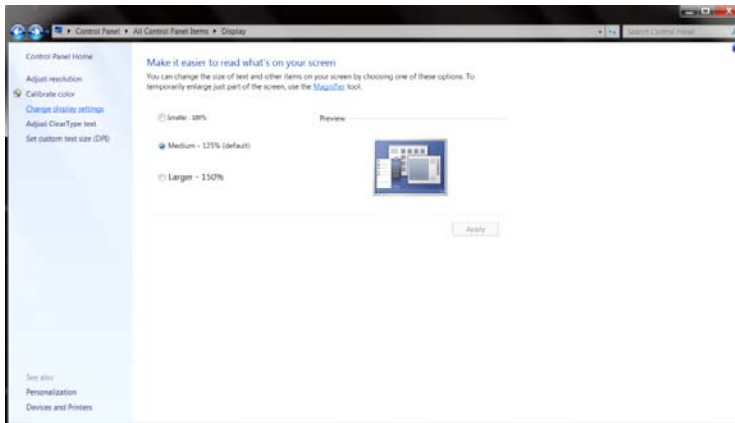 Control Panel ▸ All Control Panel Items ▸ Display
Search Control Panel
Control Panel Home
Adjust resolution
Calibrate color
Change display settings
Adjust ClearType text
Set custom text size (DPI)
Make it easier to read what's on your screen
You can change the size of text and other items on your screen by choosing one of these options. To
temporarily enlarge just part of the screen, use the Magnifier tool.
Smaller - 100%
Preview
Medium - 125% (default)
Larger - 150%
Apply
See also
Personalization
Devices and Printers